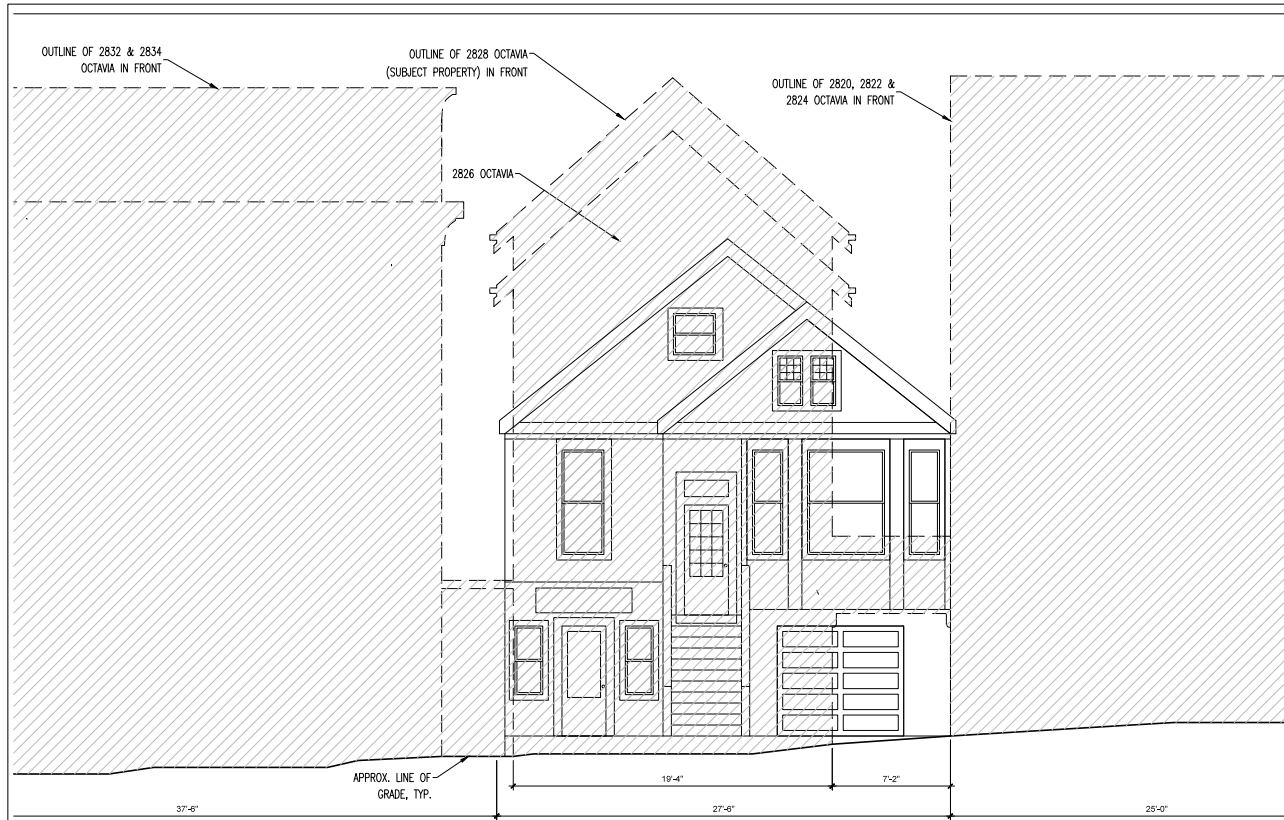 OUTLINE OF 2832 & 2834
OCTAVIA IN FRONT
OUTLINE OF 2828 OCTAVIA
(SUBJECT PROPERTY) IN FRONT
OUTLINE OF 2820, 2822 &
2824 OCTAVIA IN FRONT
2826 OCTAVIA
APPROX. LINE OF
GRADE, TYP.
19'-4"
7'-2"
37'-6"
27'-6"
25'-0"